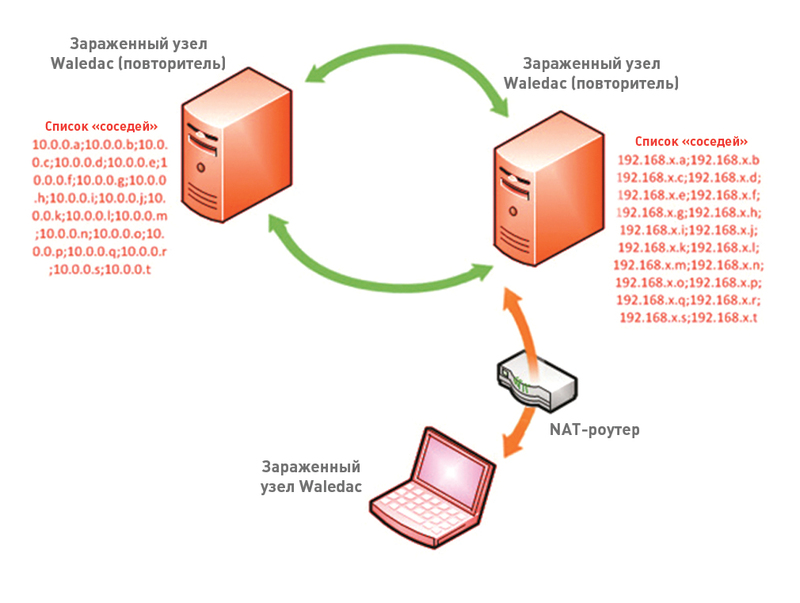 Зараженный узел
Waledac (повторитель)
Список «соседей»
10.0.0.a;10.0.0.b;10.0.
0.c;10.0.0.d;10.0.0.e;1
0.0.0.f;10.0.0.g;10.0.0
.h;10.0.0.i;10.0.0.j;10.
0.0.k;10.0.0.l;10.0.0.m
;10.0.0.n;10.0.0.o;10.
0.0.p;10.0.0.q;10.0.0.r
;10.0.0.s;10.0.0.t
Зараженный узел
Waledac (повторитель)
Список «соседей»
192.168.x.a;192.168.x.b
192.168.x.c;192.168.x.d;
192.168.x.e;192.168.x.f;
192.168.x.g;192.168.x.h;
192.168.x.i;192.168.x.j;
192.168.x.k;192.168.x.l;
192.168.x.m;192.168.x.n;
192.168.x.o;192.168.x.p;
192.168.x.q;192.168.x.r;
192.168.x.s;192.168.x.t
NAT-роутер
Зараженный
узел Waledac